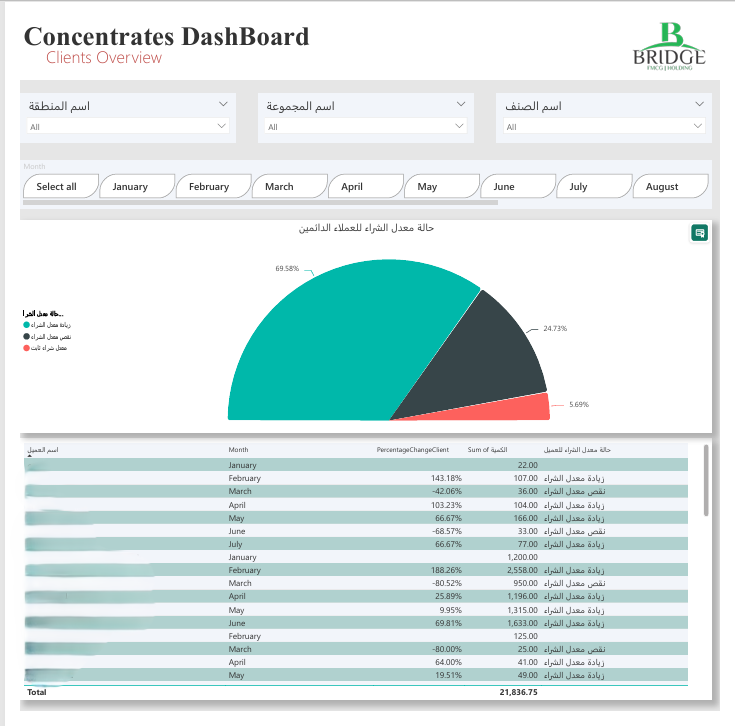 Concentrates DashBoard
Clients Overview
BRIDGE
FMCG | HOLDING
اسم المنطقة
All
اسم المجموعة
All
اسم الصنف
All
Month
Select all January February March April May June July August
حالة معدل الشراء للعملاء الدائمين
69.58%
24.73%
5.69%
حالة معدل الشرا...
زيادة معدل الشراء
نقص معدل الشراء
معدل شراء ثابت
اسم العميل Month PercentageChangeClient Sum of الكمية حالة معدل الشراء للعميل
January 22.00
February 143.18% 107.00 زيادة معدل الشراء
March -42.06% 36.00 نقص معدل الشراء
April 103.23% 104.00 زيادة معدل الشراء
May 66.67% 166.00 زيادة معدل الشراء
June -68.57% 33.00 نقص معدل الشراء
July 66.67% 77.00 زيادة معدل الشراء
January 1,200.00
February 188.26% 2,558.00 زيادة معدل الشراء
March -80.52% 950.00 نقص معدل الشراء
April 25.89% 1,196.00 زيادة معدل الشراء
May 9.95% 1,315.00 زيادة معدل الشراء
June 69.81% 1,633.00 زيادة معدل الشراء
February 125.00
March -80.00% 25.00 نقص معدل الشراء
April 64.00% 41.00 زيادة معدل الشراء
May 19.51% 49.00 زيادة معدل الشراء
Total 21,836.75